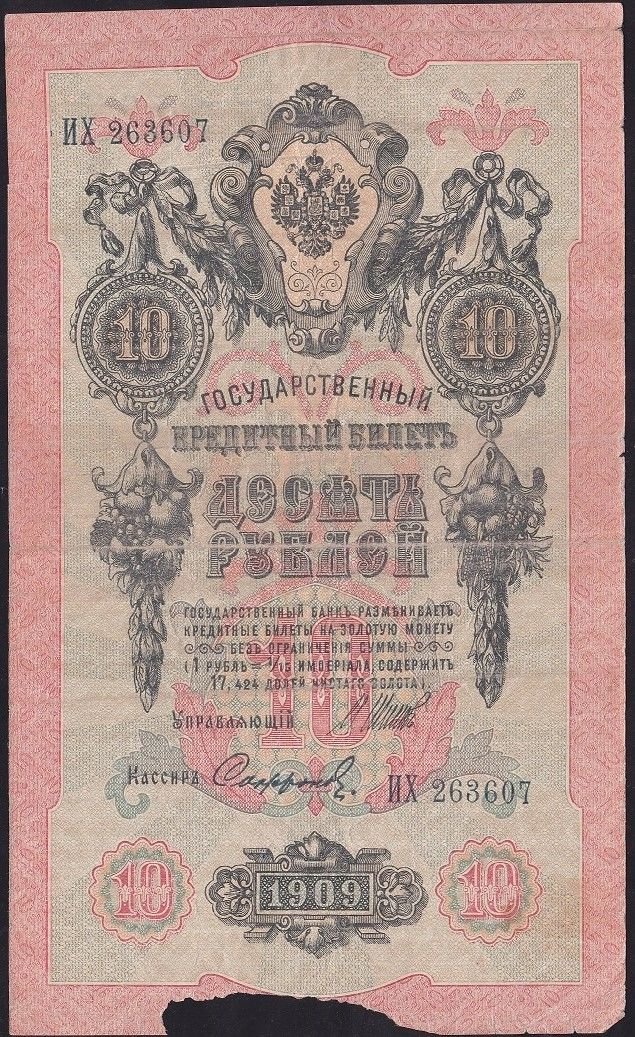 ИХ 263607
10 10
ГОСУДАРСТВЕННЫЙ
КРЕДИТНЫЙ БИЛЕТЪ
ДЕСЯТЬ
РУБЛЕЙ
ГОСУДАРСТВЕННЫЙ БАНКЪ РАЗМѢНИВАЕТЪ
КРЕДИТНЫЕ БИЛЕТЫ НА ЗОЛОТУЮ МОНЕТУ
БЕЗЪ ОГРАНИЧЕНІЯ СУММЫ
(1 РУБЛЬ = 1/15 ИМПЕРІАЛА, СОДЕРЖИТЪ
17,424 ДОЛЕЙ ЧИСТАГО ЗОЛОТА).
10
Управляющій
Кассиръ Сафронов
ИХ 263607
10 1909 10